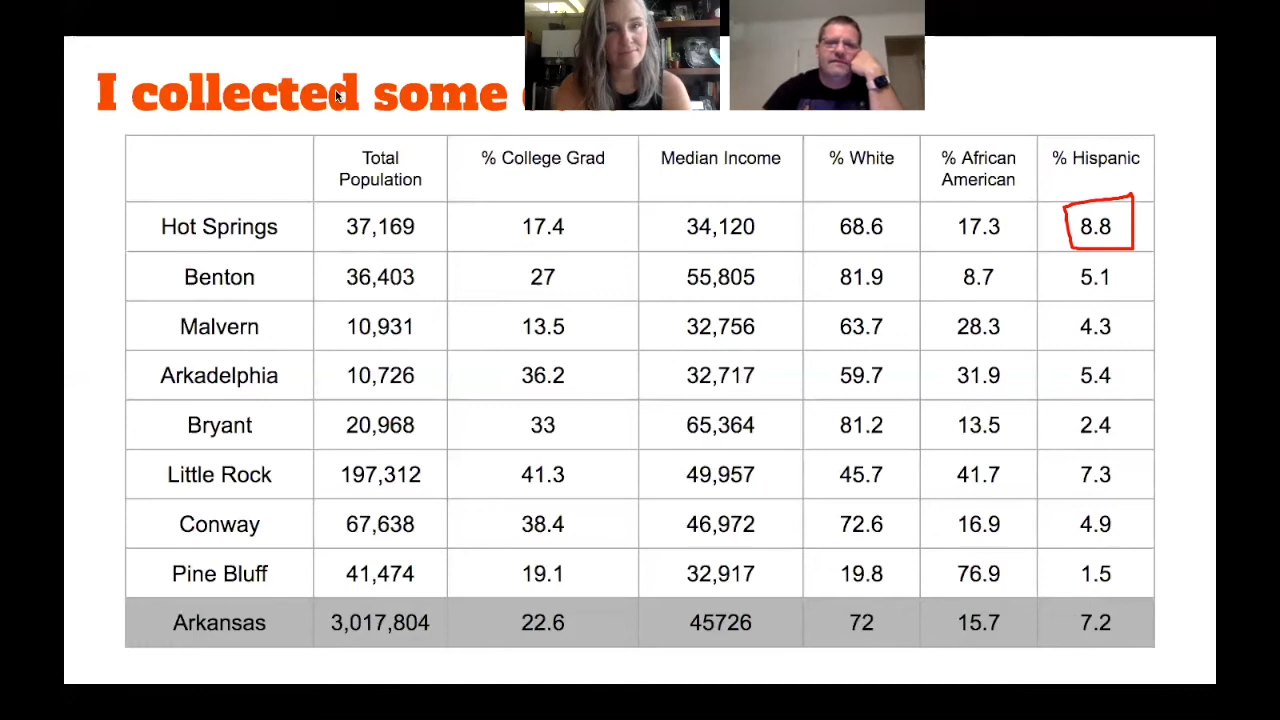 I collected some
Total Population % College Grad Median Income % White % African American % Hispanic
Hot Springs 37,169 17.4 34,120 68.6 17.3 8.8
Benton 36,403 27 55,805 81.9 8.7 5.1
Malvern 10,931 13.5 32,756 63.7 28.3 4.3
Arkadelphia 10,726 36.2 32,717 59.7 31.9 5.4
Bryant 20,968 33 65,364 81.2 13.5 2.4
Little Rock 197,312 41.3 49,957 45.7 41.7 7.3
Conway 67,638 38.4 46,972 72.6 16.9 4.9
Pine Bluff 41,474 19.1 32,917 19.8 76.9 1.5
Arkansas 3,017,804 22.6 45726 72 15.7 7.2